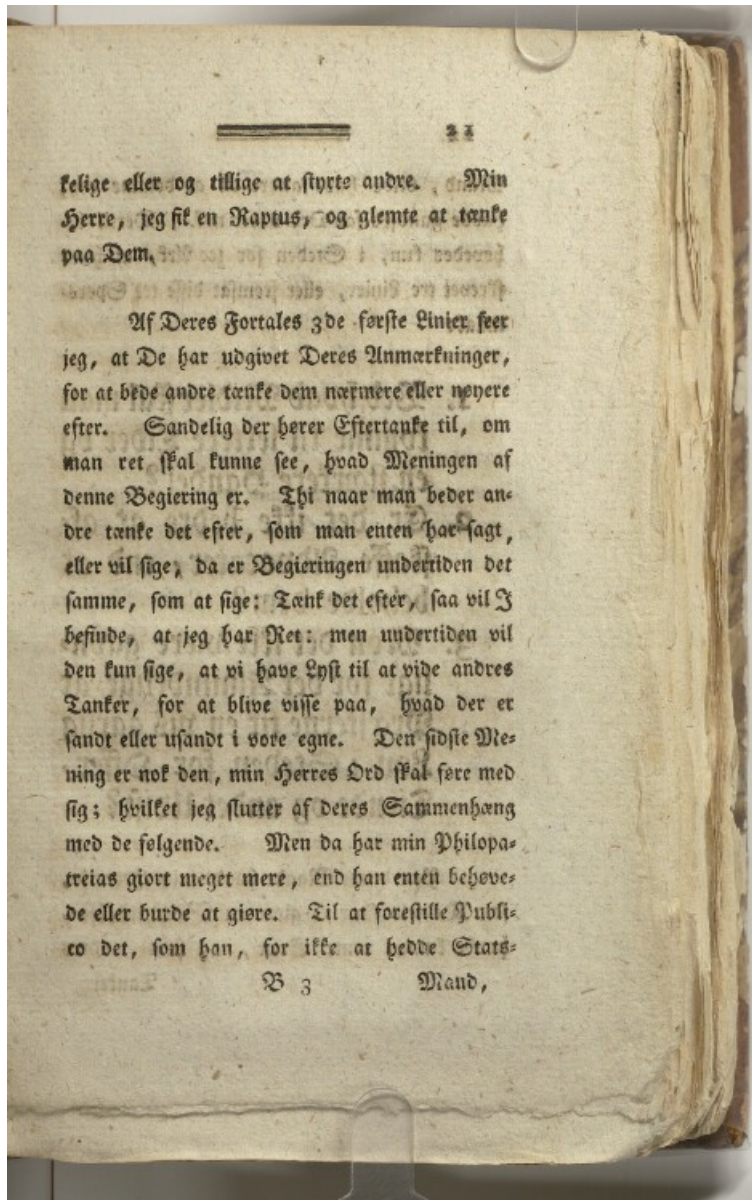 21
kelige eller og tillige at styrte andre. Min
Herre, jeg fik en Raptus, og glemte at tænke
paa Dem.
Af Deres Fortales 3de første Linier seer
jeg, at De har udgivet Deres Anmærkninger,
for at bede andre tænke dem nærmere eller nøyere
efter. Sandelig der hører Eftertanke til, om
man ret skal kunne see, hvad Meningen af
denne Begiering er. Thi naar man beder an-
dre tænke det efter, som man enten har sagt,
eller vil sige, da er Begieringen undertiden det
samme, som at sige: Tænk det efter, saa vil I
befinde, at jeg har Ret: men undertiden vil
den kun sige, at vi have Lyst til at vide andres
Tanker, for at blive visse paa, hvad der er
sandt eller usandt i vore egne. Den sidste Me-
ning er nok den, min Herres Ord skal føre med
sig; hvilket jeg slutter af deres Sammenhæng
med de følgende. Men da har min Philopa-
treias giort meget mere, end han enten behøve-
de eller burde at giøre. Til at forestille Publi-
co det, som han, for ikke at hedde Stats-
B 3 Mand,